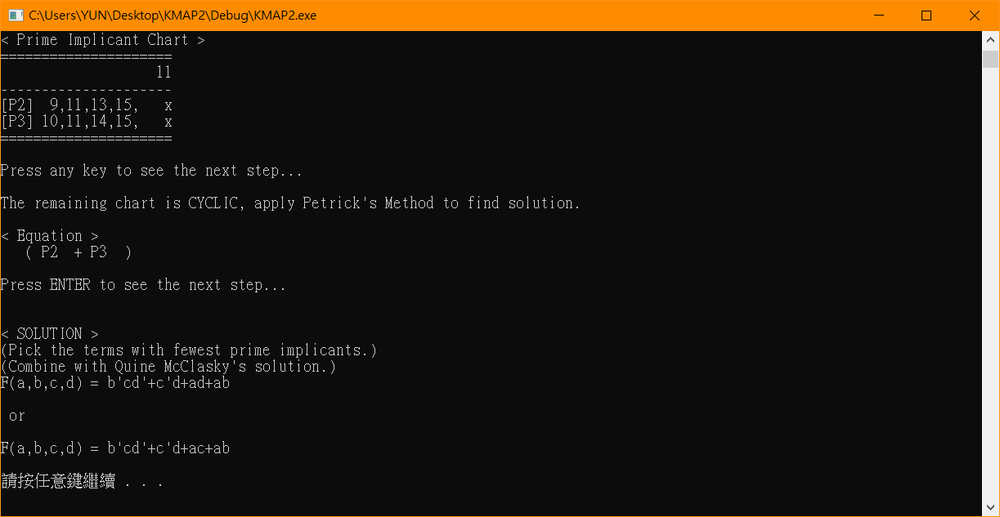 C:\Users\YUN\Desktop\KMAP2\Debug\KMAP2.exe
< Prime Implicant Chart >
=====================
                   11
---------------------
[P2]  9,11,13,15,   x
[P3] 10,11,14,15,   x
=====================
Press any key to see the next step...
The remaining chart is CYCLIC, apply Petrick's Method to find solution.
< Equation >
   ( P2  + P3  )
Press ENTER to see the next step...
< SOLUTION >
(Pick the terms with fewest prime implicants.)
(Combine with Quine McClasky's solution.)
F(a,b,c,d) = b'cd'+c'd+ad+ab
 or
F(a,b,c,d) = b'cd'+c'd+ac+ab
請按任意鍵繼續 . . .